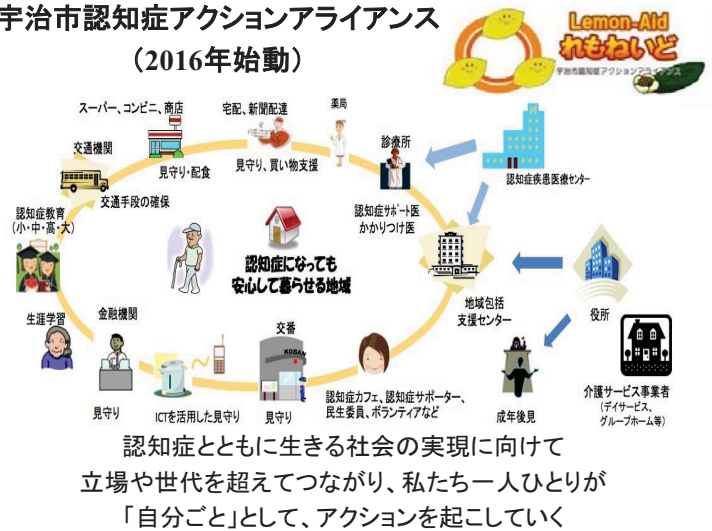 宇治市認知症アクションアライアンス
（2016年始動）
Lemon-Aid
れもねいど
宇治市認知症アクションアライアンス
スーパー、コンビニ、商店
宅配、新聞配達
薬局
交通機関
見守り・配食
見守り、買い物支援
診療所
認知症疾患医療センター
交通手段の確保
認知症教育
（小・中・高・大）
認知症サポート医
かかりつけ医
認知症になっても
安心して暮らせる地域
地域包括
支援センター
役所
生涯学習
金融機関
交番
KOBAN
見守り
ICTを活用した見守り
見守り
認知症カフェ、認知症サポーター、
民生委員、ボランティアなど
成年後見
介護サービス事業者
（デイサービス、
グループホーム等）
認知症とともに生きる社会の実現に向けて
立場や世代を超えてつながり、私たち一人ひとりが
「自分ごと」として、アクションを起こしていく